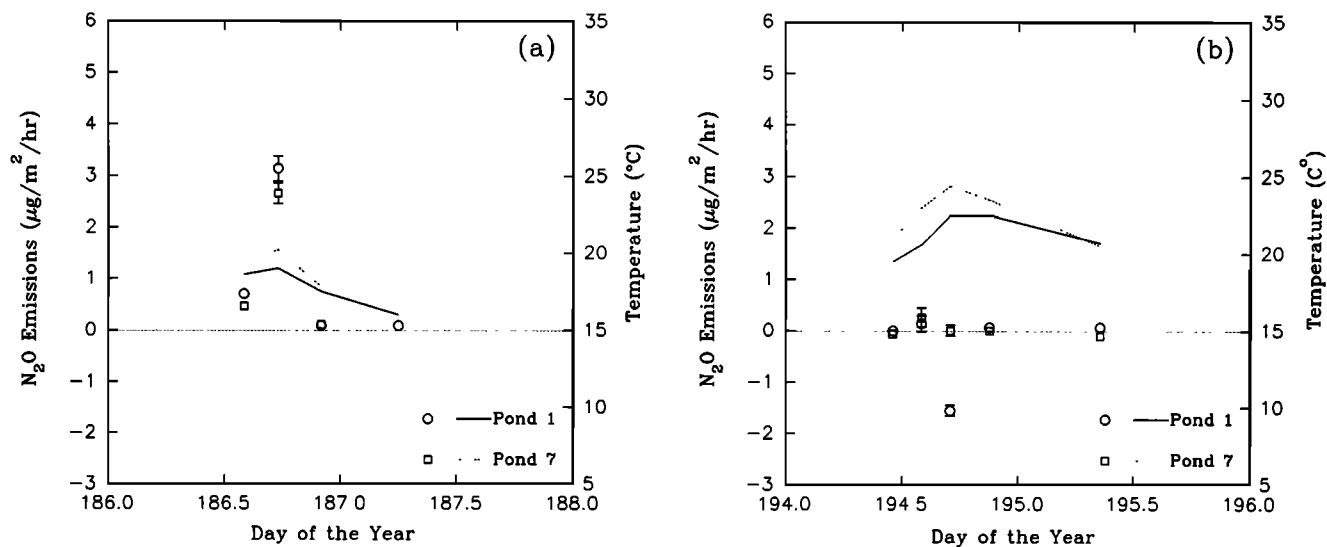 (a)
N₂O Emissions (μg/m²/hr)
6
5
4
3
2
1
0
−1
−2
−3
35
30
25
20
15
10
5
Temperature (°C)
Pond 1
Pond 7
186.0 186.5 187.0 187.5 188.0
Day of the Year
(b)
N₂O Emissions (μg/m²/hr)
6
5
4
3
2
1
0
−1
−2
−3
35
30
25
20
15
10
5
Temperature (C°)
Pond 1
Pond 7
194.0 194.5 195.0 195.5 196.0
Day of the Year